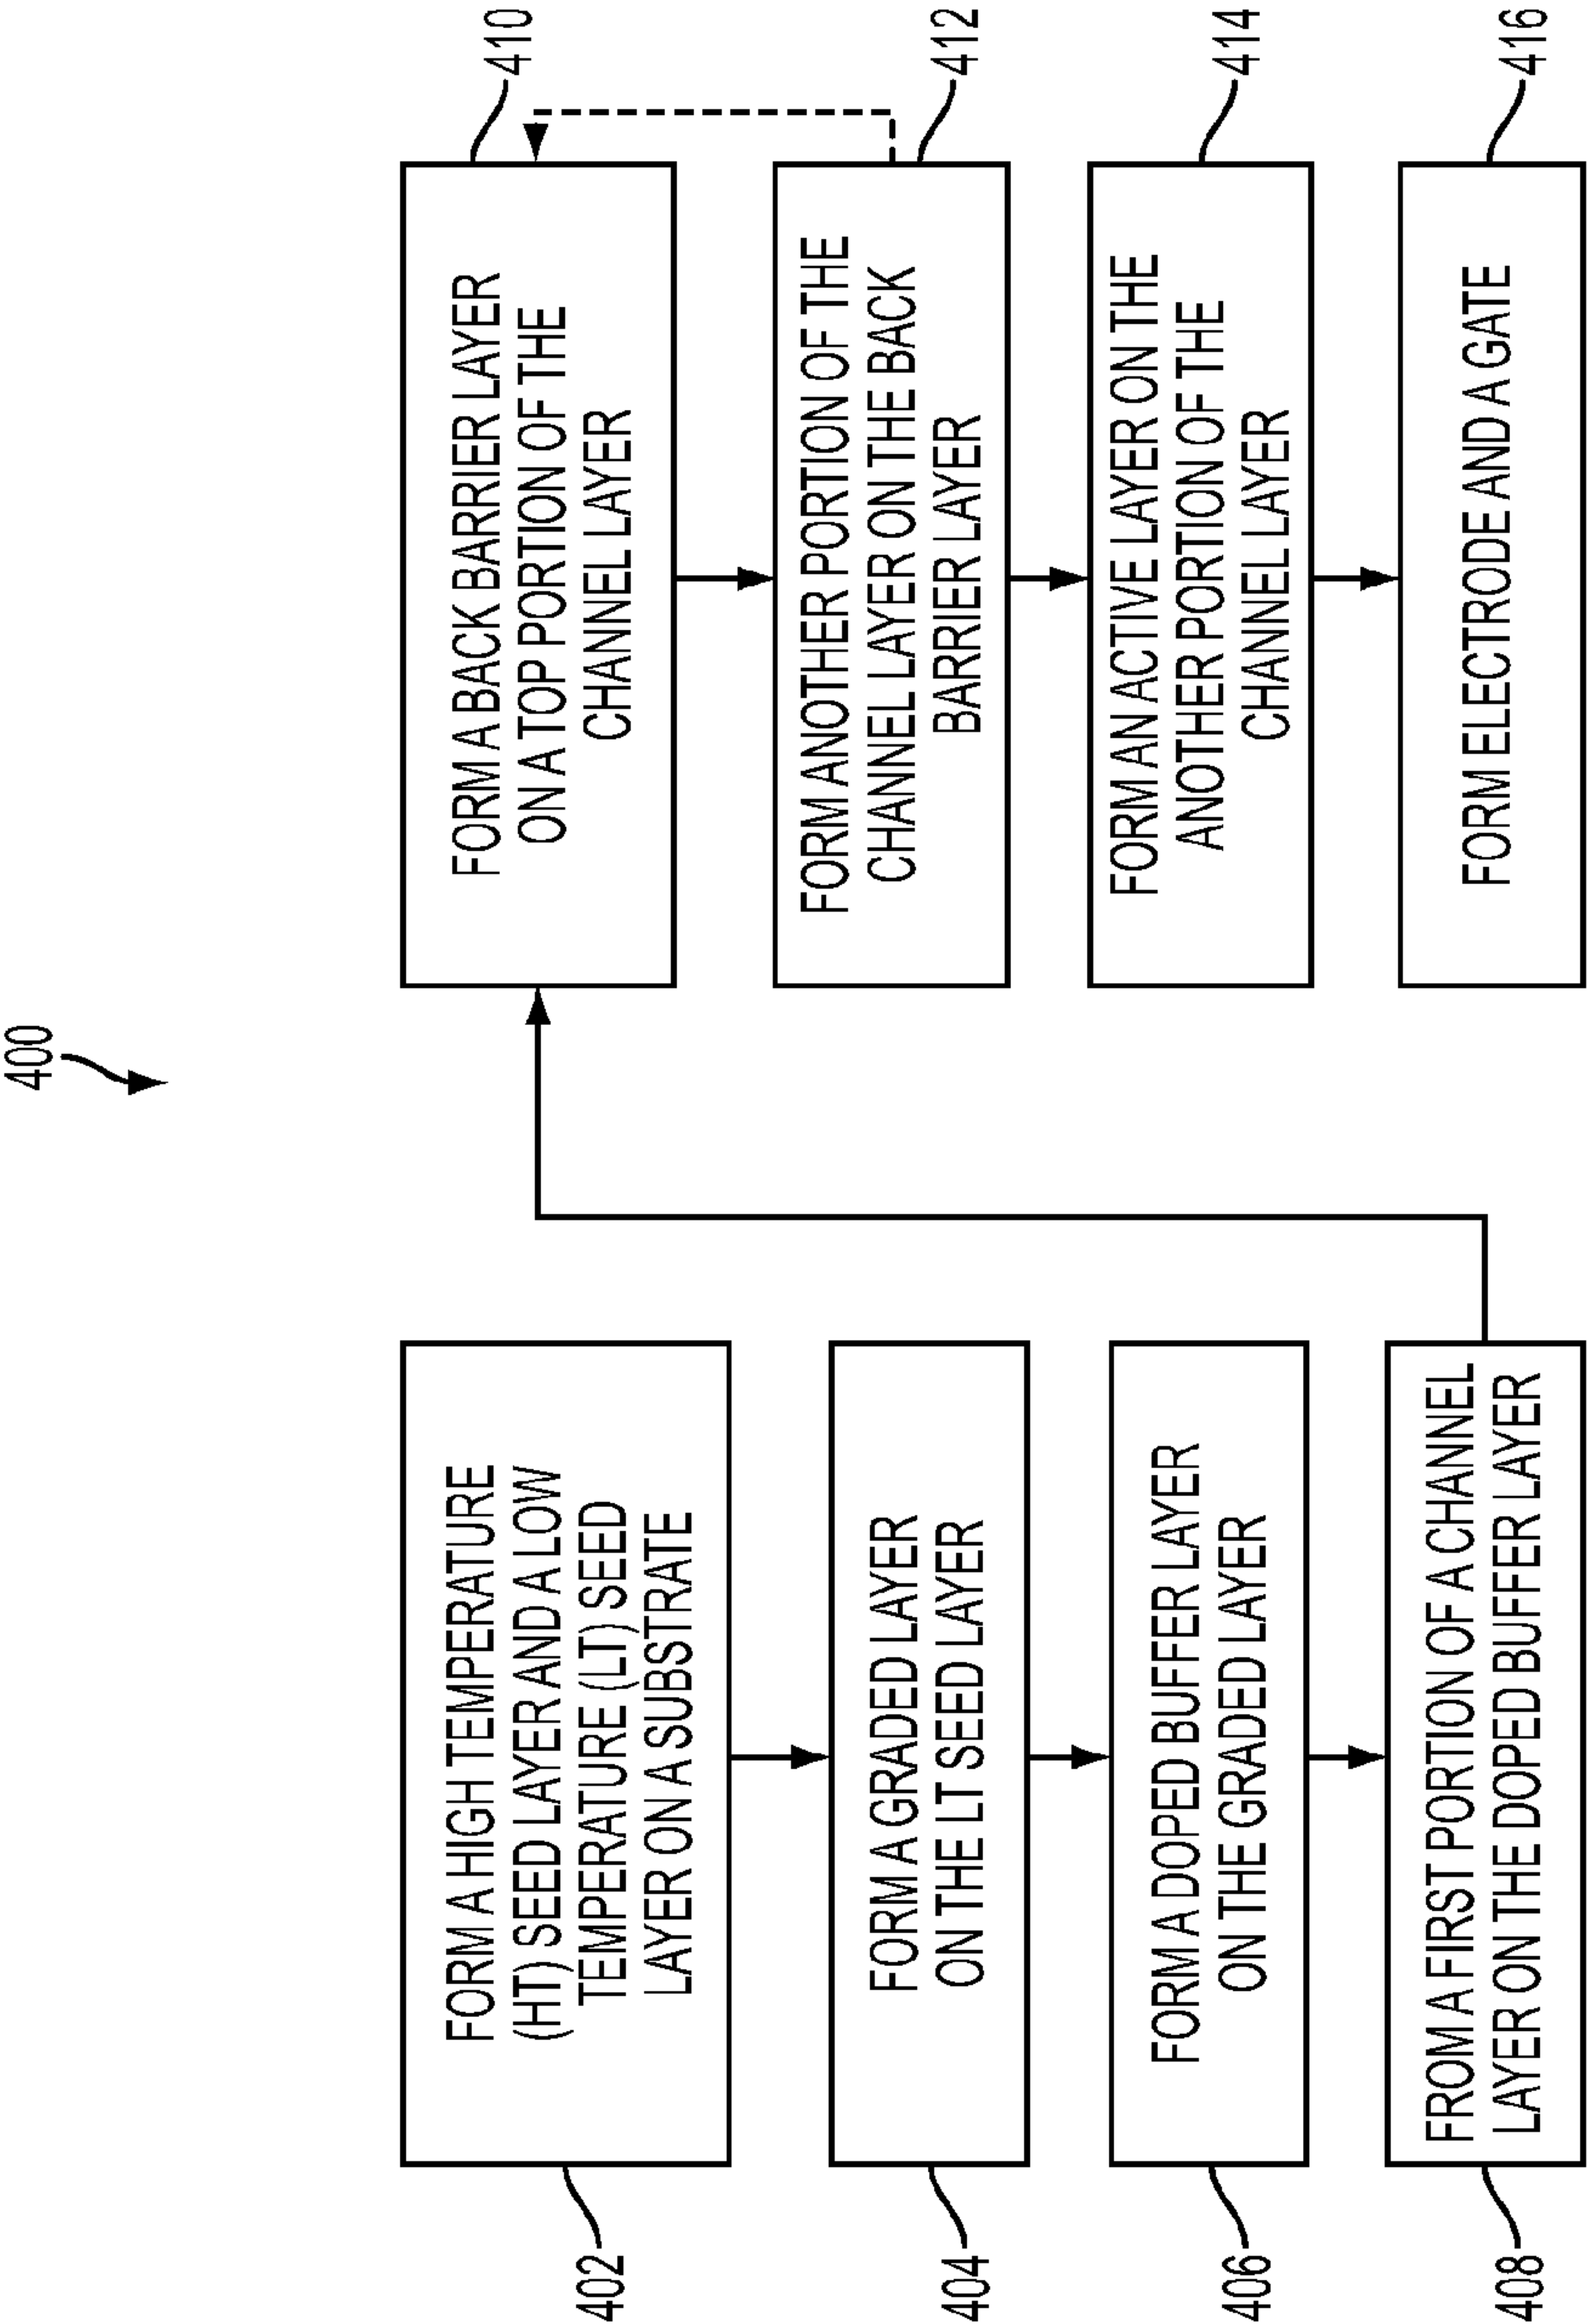 400
402
FORM A HIGH TEMPERATURE
(HT) SEED LAYER AND A LOW
TEMPERATURE (LT) SEED
LAYER ON A SUBSTRATE
404
FORM A GRADED LAYER
ON THE LT SEED LAYER
406
FORM A DOPED BUFFER LAYER
ON THE GRADED LAYER
408
FROM A FIRST PORTION OF A CHANNEL
LAYER ON THE DOPED BUFFER LAYER
410
FORM A BACK BARRIER LAYER
ON A TOP PORTION OF THE
CHANNEL LAYER
412
FORM ANOTHER PORTION OF THE
CHANNEL LAYER ON THE BACK
BARRIER LAYER
414
FORM AN ACTIVE LAYER ON THE
ANOTHER PORTION OF THE
CHANNEL LAYER
416
FORM ELECTRODE AND A GATE